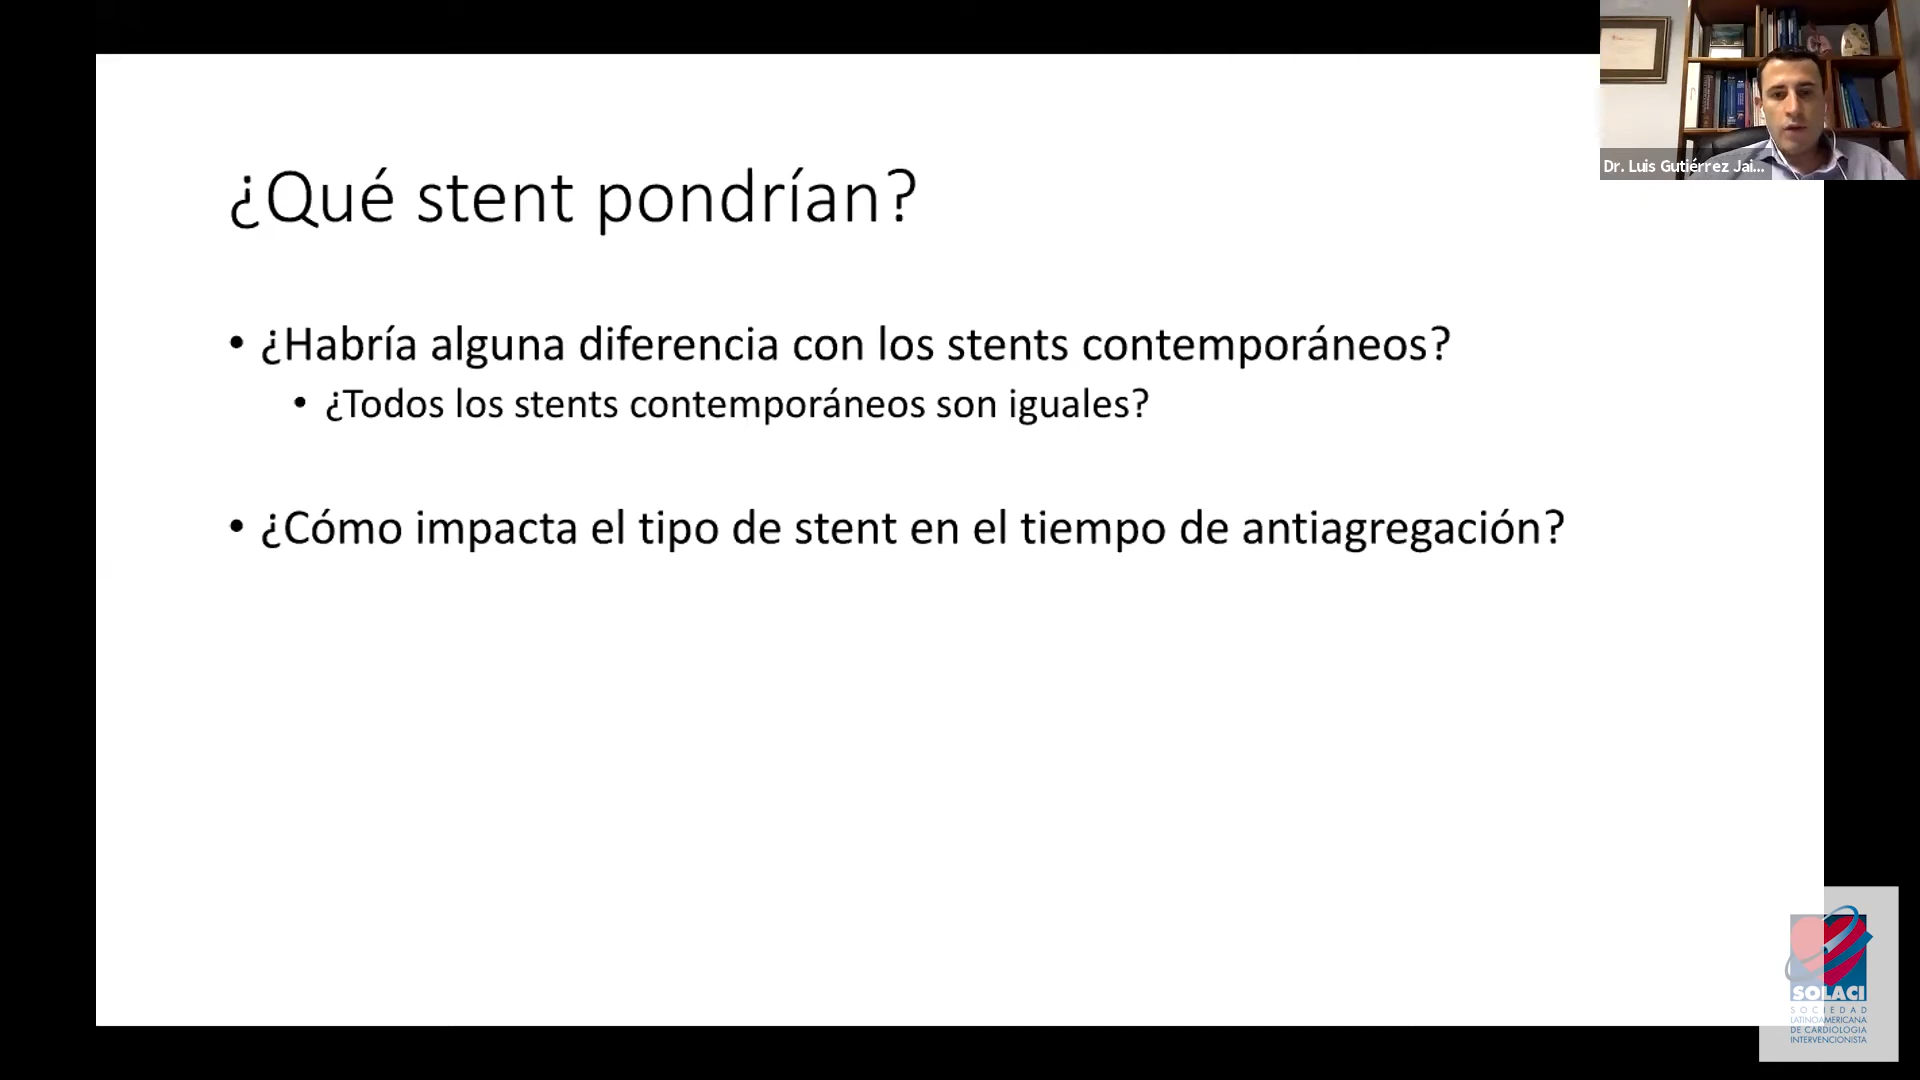 Dr. Luis Gutiérrez Jai...
¿Qué stent pondrían?
• ¿Habría alguna diferencia con los stents contemporáneos?
• ¿Todos los stents contemporáneos son iguales?
• ¿Cómo impacta el tipo de stent en el tiempo de antiagregación?
SOLACI
SOCIEDAD
LATINOAMERICANA
DE CARDIOLOGIA
INTERVENCIONISTA